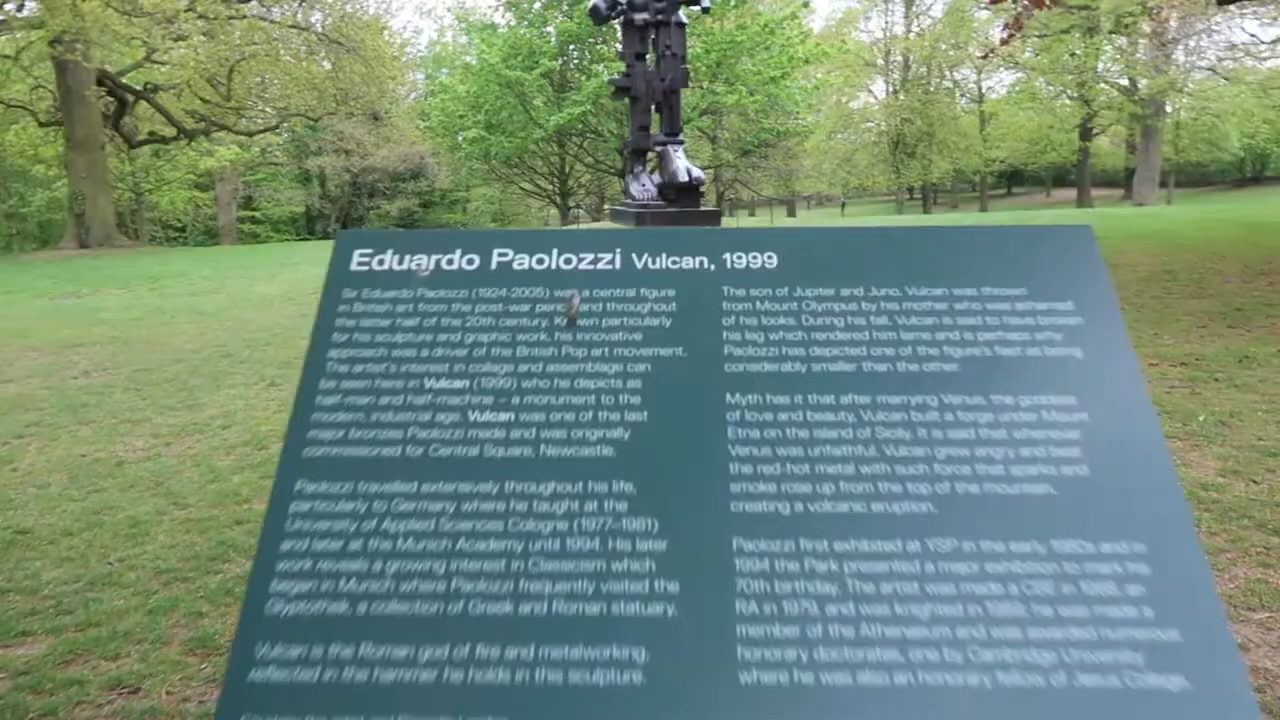 Eduardo Paolozzi Vulcan, 1999
Sir Eduardo Paolozzi (1924-2005) was a central figure
in British art from the post-war period and throughout
the latter half of the 20th century. Known particularly
for his sculpture and graphic work, his innovative
approach was a driver of the British Pop art movement.
The artist's interest in collage and assemblage can
be seen here in Vulcan (1999) who he depicts as
half-man and half-machine – a monument to the
modern, industrial age. Vulcan was one of the last
major bronzes Paolozzi made and was originally
commissioned for Central Square, Newcastle.
Paolozzi travelled extensively throughout his life,
particularly to Germany where he taught at the
University of Applied Sciences Cologne (1977–1981)
and later at the Munich Academy until 1994. His later
work reveals a growing interest in Classicism which
began in Munich where Paolozzi frequently visited the
Glyptothek, a collection of Greek and Roman statuary.
Vulcan is the Roman god of fire and metalworking,
reflected in the hammer he holds in this sculpture.
The son of Jupiter and Juno, Vulcan was thrown
from Mount Olympus by his mother who was ashamed
of his looks. During his fall, Vulcan is said to have broken
his leg which rendered him lame and is perhaps why
Paolozzi has depicted one of the figure's feet as being
considerably smaller than the other.
Myth has it that after marrying Venus, the goddess
of love and beauty, Vulcan built a forge under Mount
Etna on the island of Sicily. It is said that whenever
Venus was unfaithful, Vulcan grew angry and beat
the red-hot metal with such force that sparks and
smoke rose up from the top of the mountain,
creating a volcanic eruption.
Paolozzi first exhibited at YSP in the early 1980s and in
1994 the Park presented a major exhibition to mark his
70th birthday. The artist was made a CBE in 1968, an
RA in 1979, and was knighted in he was made a
member of the Athenaeum and was awarded numerous
honorary doctorates, one by Cambridge University
where he was also an honorary fellow of Jesus College.